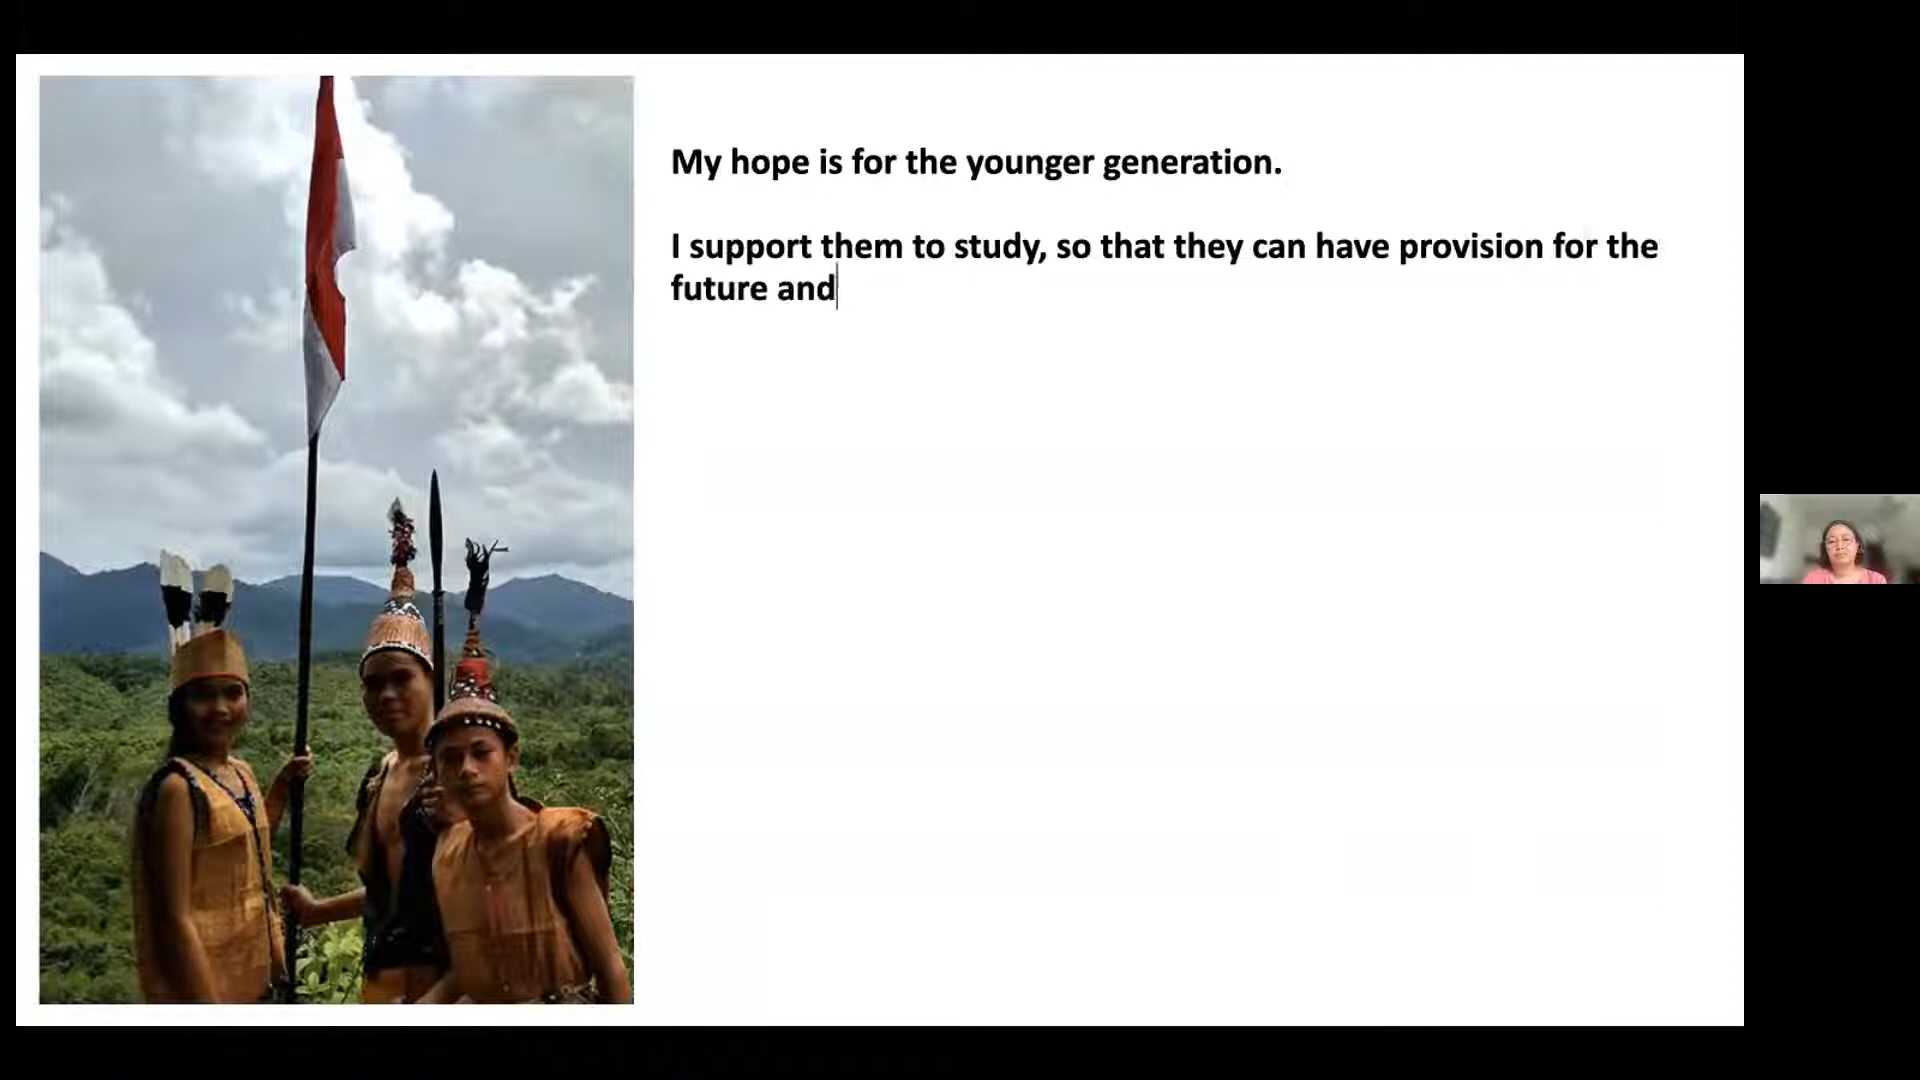 My hope is for the younger generation.
I support them to study, so that they can have provision for the
future and